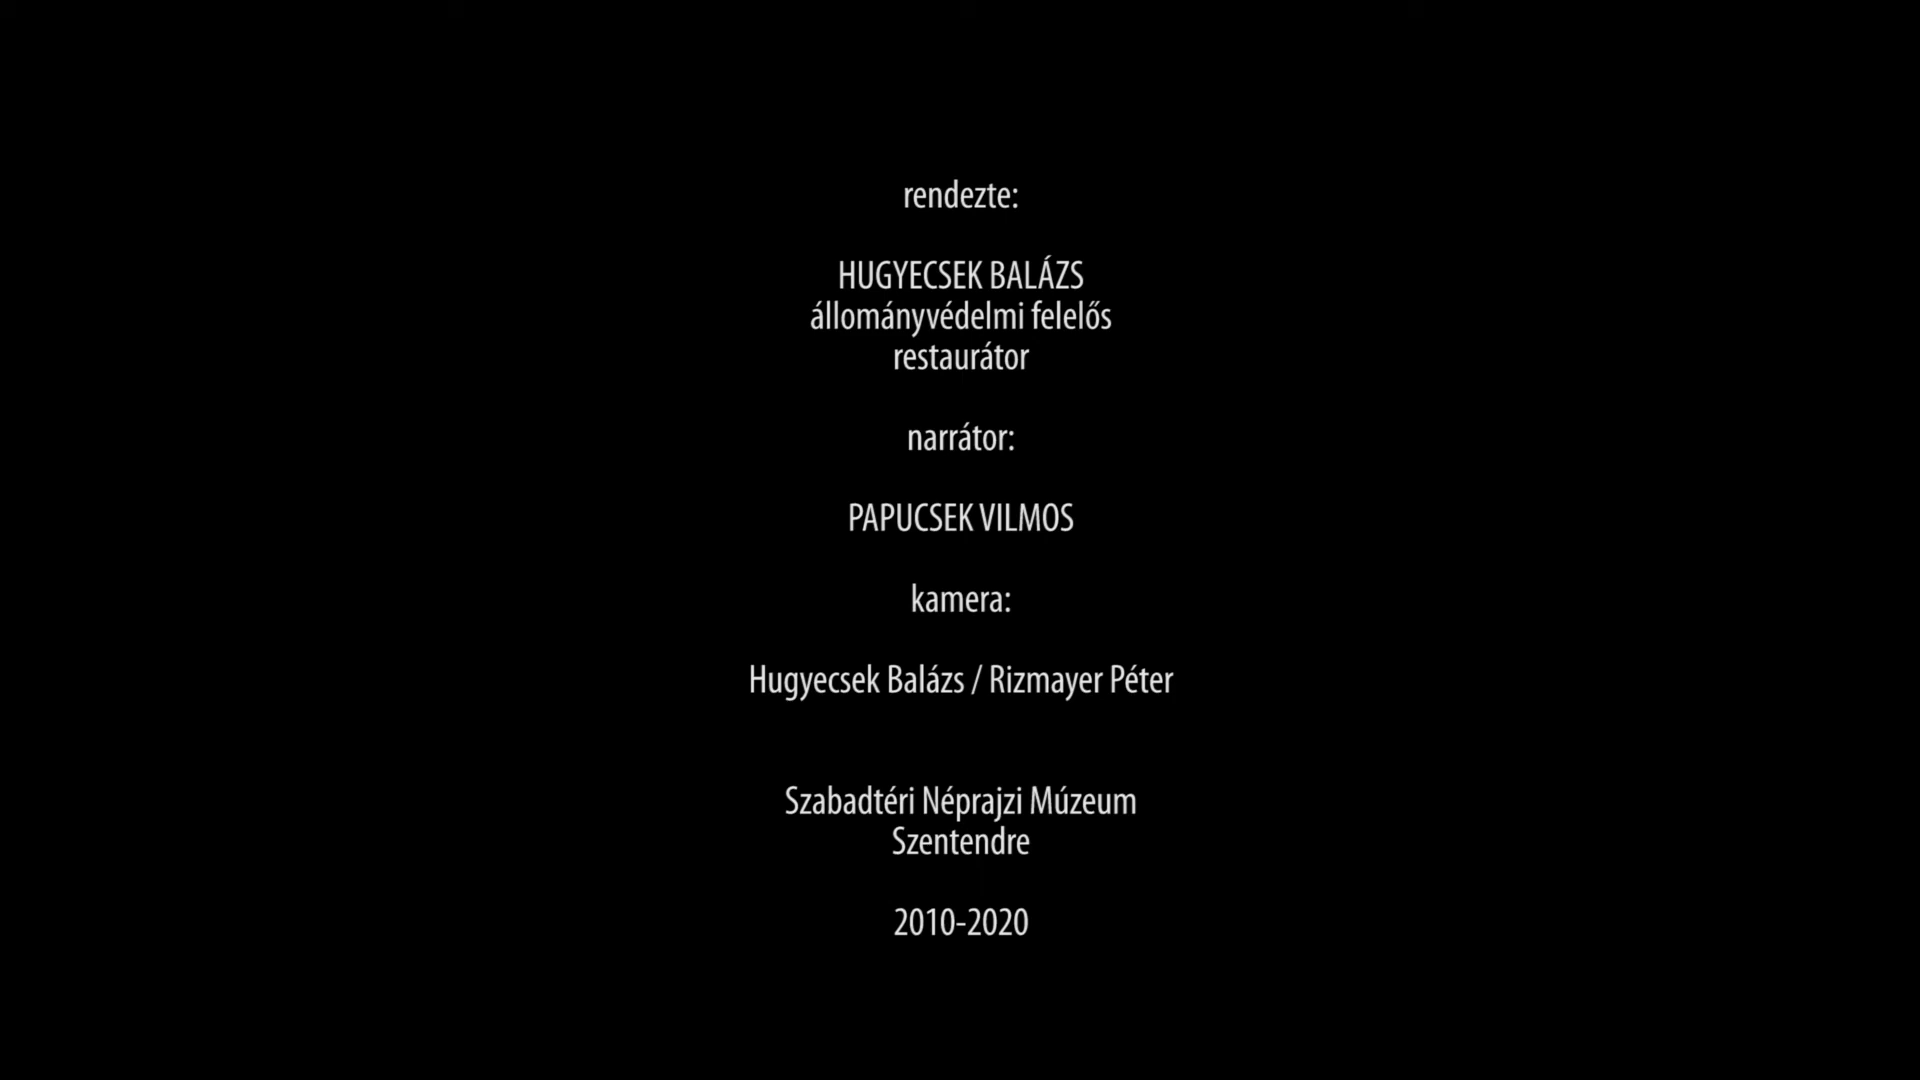 rendezte:
HUGYECSEK BALÁZS
állományvédelmi felelős
restaurátor
narrátor:
PAPUCSEK VILMOS
kamera:
Hugyecsek Balázs / Rizmayer Péter
Szabadtéri Néprajzi Múzeum
Szentendre
2010-2020